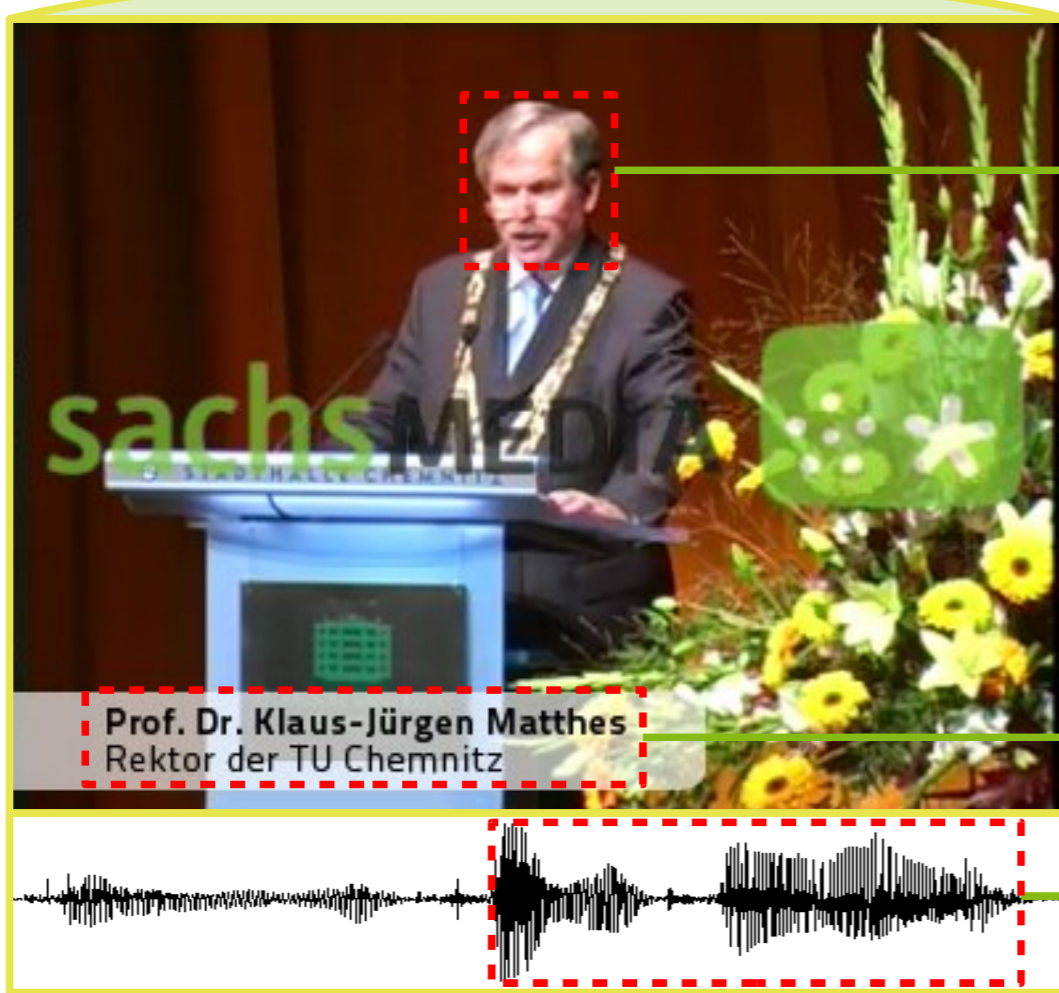 sachsMEDIA
STADTHALLE CHEMNITZ
Prof. Dr. Klaus-Jürgen Matthes
Rektor der TU Chemnitz